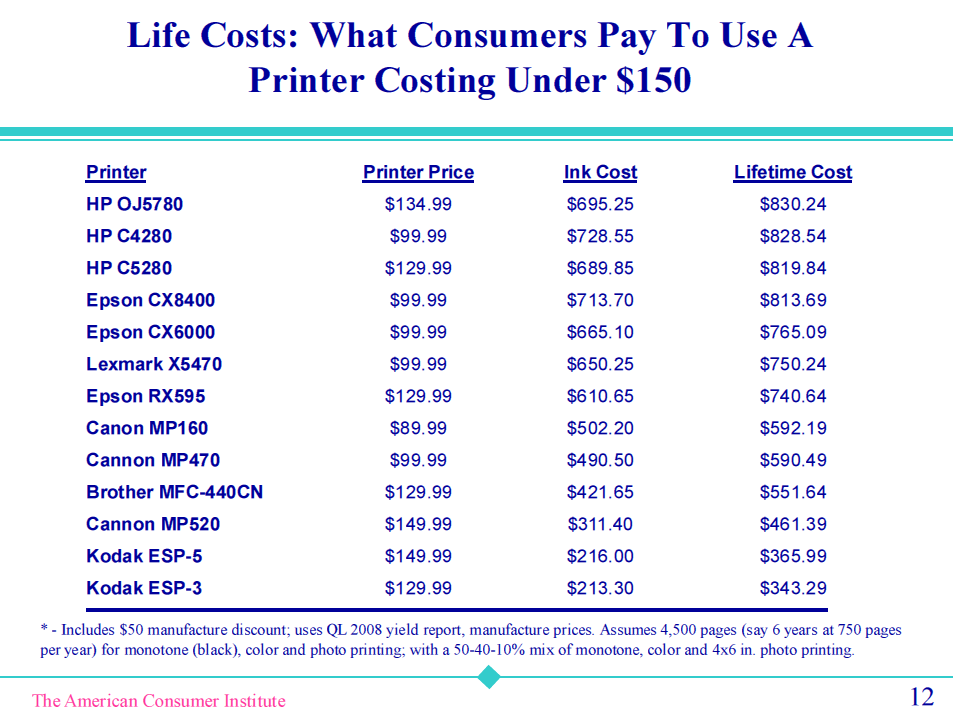 Life Costs: What Consumers Pay To Use A
Printer Costing Under $150
Printer Printer Price Ink Cost Lifetime Cost
HP OJ5780 $134.99 $695.25 $830.24
HP C4280 $99.99 $728.55 $828.54
HP C5280 $129.99 $689.85 $819.84
Epson CX8400 $99.99 $713.70 $813.69
Epson CX6000 $99.99 $665.10 $765.09
Lexmark X5470 $99.99 $650.25 $750.24
Epson RX595 $129.99 $610.65 $740.64
Canon MP160 $89.99 $502.20 $592.19
Cannon MP470 $99.99 $490.50 $590.49
Brother MFC-440CN $129.99 $421.65 $551.64
Cannon MP520 $149.99 $311.40 $461.39
Kodak ESP-5 $149.99 $216.00 $365.99
Kodak ESP-3 $129.99 $213.30 $343.29
* - Includes $50 manufacture discount; uses QL 2008 yield report, manufacture prices. Assumes 4,500 pages (say 6 years at 750 pages
per year) for monotone (black), color and photo printing; with a 50-40-10% mix of monotone, color and 4x6 in. photo printing.
The American Consumer Institute 12